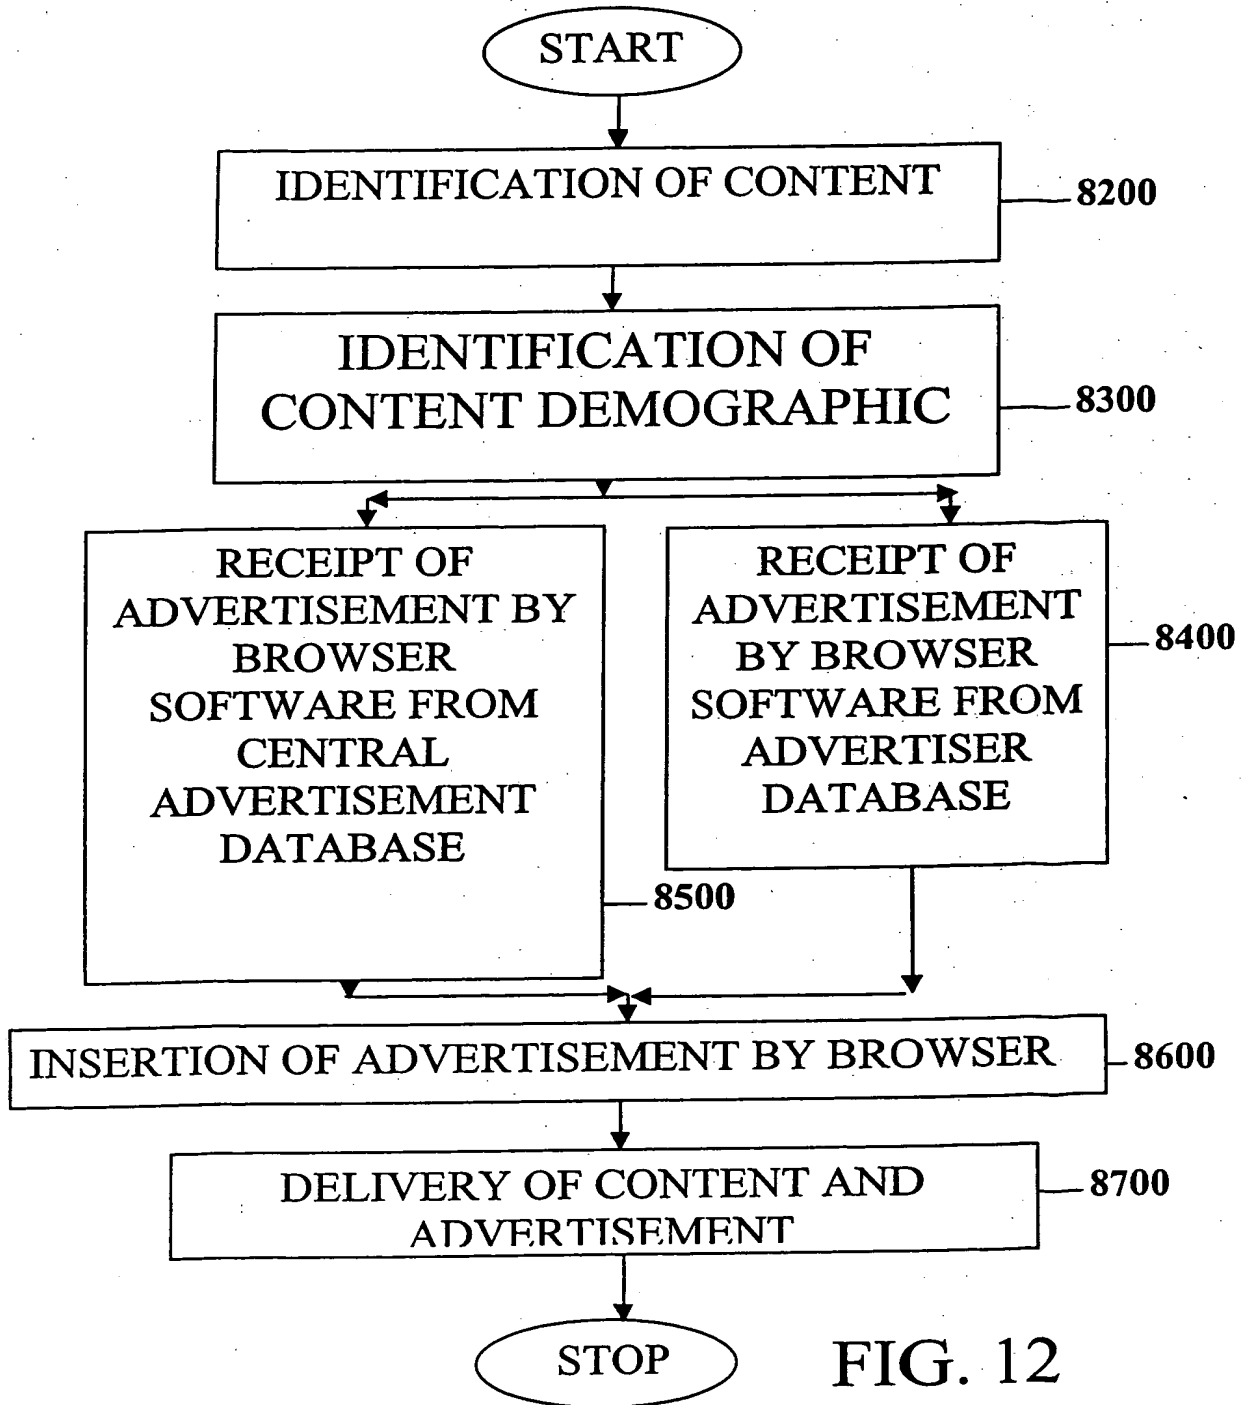 START
IDENTIFICATION OF CONTENT
8200
IDENTIFICATION OF
CONTENT DEMOGRAPHIC
8300
RECEIPT OF
ADVERTISEMENT BY
BROWSER
SOFTWARE FROM
CENTRAL
ADVERTISEMENT
DATABASE
8500
RECEIPT OF
ADVERTISEMENT
BY BROWSER
SOFTWARE FROM
ADVERTISER
DATABASE
8400
INSERTION OF ADVERTISEMENT BY BROWSER
8600
DELIVERY OF CONTENT AND
ADVERTISEMENT
8700
STOP
FIG. 12